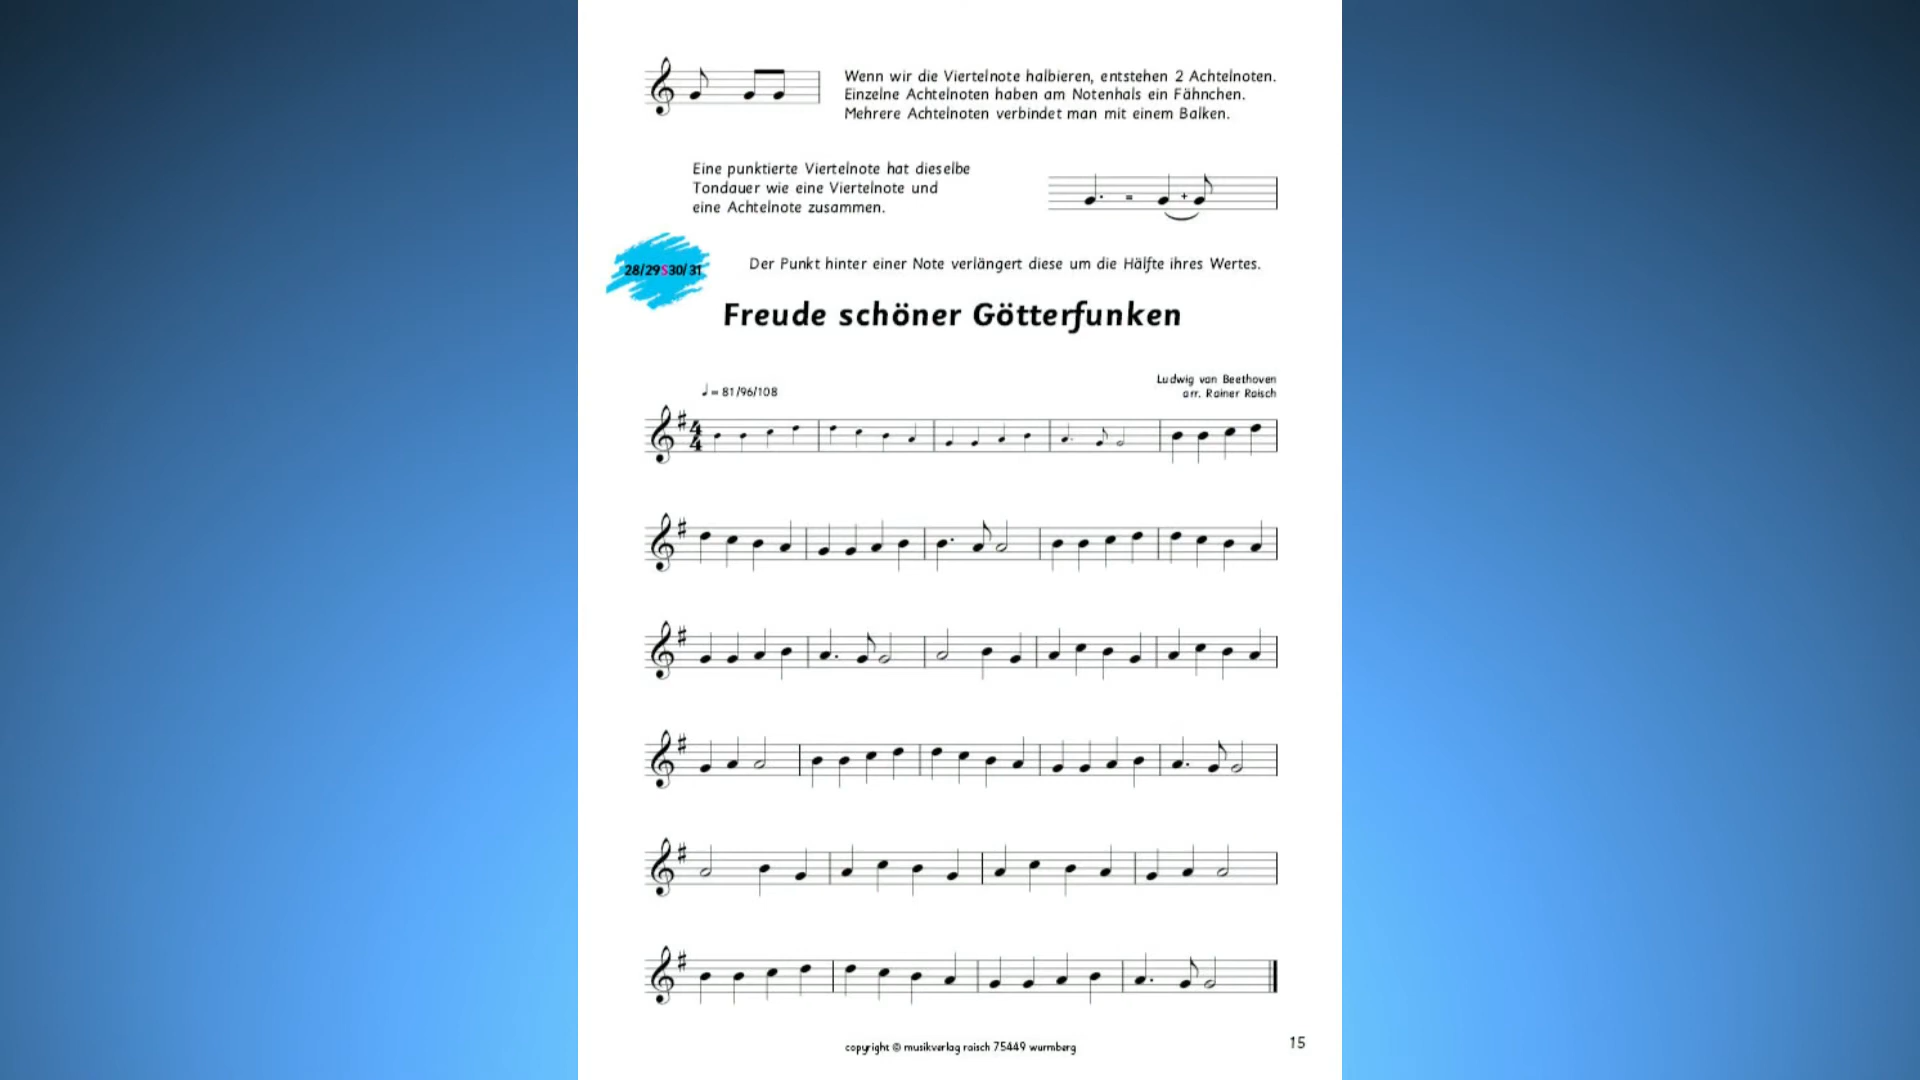 Wenn wir die Viertelnote halbieren, entstehen 2 Achtelnoten.
Einzelne Achtelnoten haben am Notenhals ein Fähnchen.
Mehrere Achtelnoten verbindet man mit einem Balken.
Eine punktierte Viertelnote hat dieselbe
Tondauer wie eine Viertelnote und
eine Achtelnote zusammen.
28/29S30/31
Der Punkt hinter einer Note verlängert diese um die Hälfte ihres Wertes.
Freude schöner Götterfunken
Ludwig van Beethoven
♩ = 81/96/108
arr. Rainer Raisch
copyright © musikverlag raisch 75449 wurmberg
15